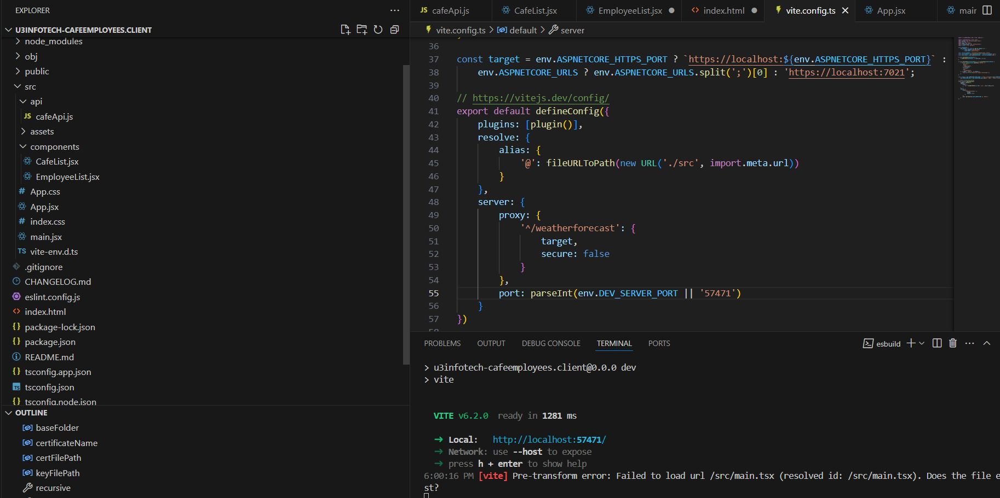 EXPLORER
U3INFOTECH-CAFEEMPLOYEES.CLIENT
node_modules
obj
public
src
api
JS cafeApi.js
assets
components
CafeList.jsx
EmployeeList.jsx
# App.css
App.jsx
# index.css
main.jsx
TS vite-env.d.ts
.gitignore
CHANGELOG.md
eslint.config.js
<> index.html
{} package-lock.json
{} package.json
README.md
{} tsconfig.app.json
TS tsconfig.json
{} tsconfig.node.json
OUTLINE
baseFolder
certificateName
certFilePath
keyFilePath
recursive
JS cafeApi.js CafeList.jsx EmployeeList.jsx <> index.html vite.config.ts App.jsx mair
vite.config.ts > default > server
36
37 const target = env.ASPNETCORE_HTTPS_PORT ? `https://localhost:${env.ASPNETCORE_HTTPS_PORT}` :
38 env.ASPNETCORE_URLS ? env.ASPNETCORE_URLS.split(';')[0] : 'https://localhost:7021';
39
40 // https://vitejs.dev/config/
41 export default defineConfig({
42 plugins: [plugin()],
43 resolve: {
44 alias: {
45 '@': fileURLToPath(new URL('./src', import.meta.url))
46 }
47 },
48 server: {
49 proxy: {
50 '^/weatherforecast': {
51 target,
52 secure: false
53 }
54 },
55 port: parseInt(env.DEV_SERVER_PORT || '57471')
56 }
57 })
58
PROBLEMS OUTPUT DEBUG CONSOLE TERMINAL PORTS esbuild
> u3infotech-cafeemployees.client@0.0.0 dev
> vite
VITE v6.2.0 ready in 1281 ms
➜ Local: http://localhost:57471/
➜ Network: use --host to expose
➜ press h + enter to show help
6:00:16 PM [vite] Pre-transform error: Failed to load url /src/main.tsx (resolved id: /src/main.tsx). Does the file e
st?